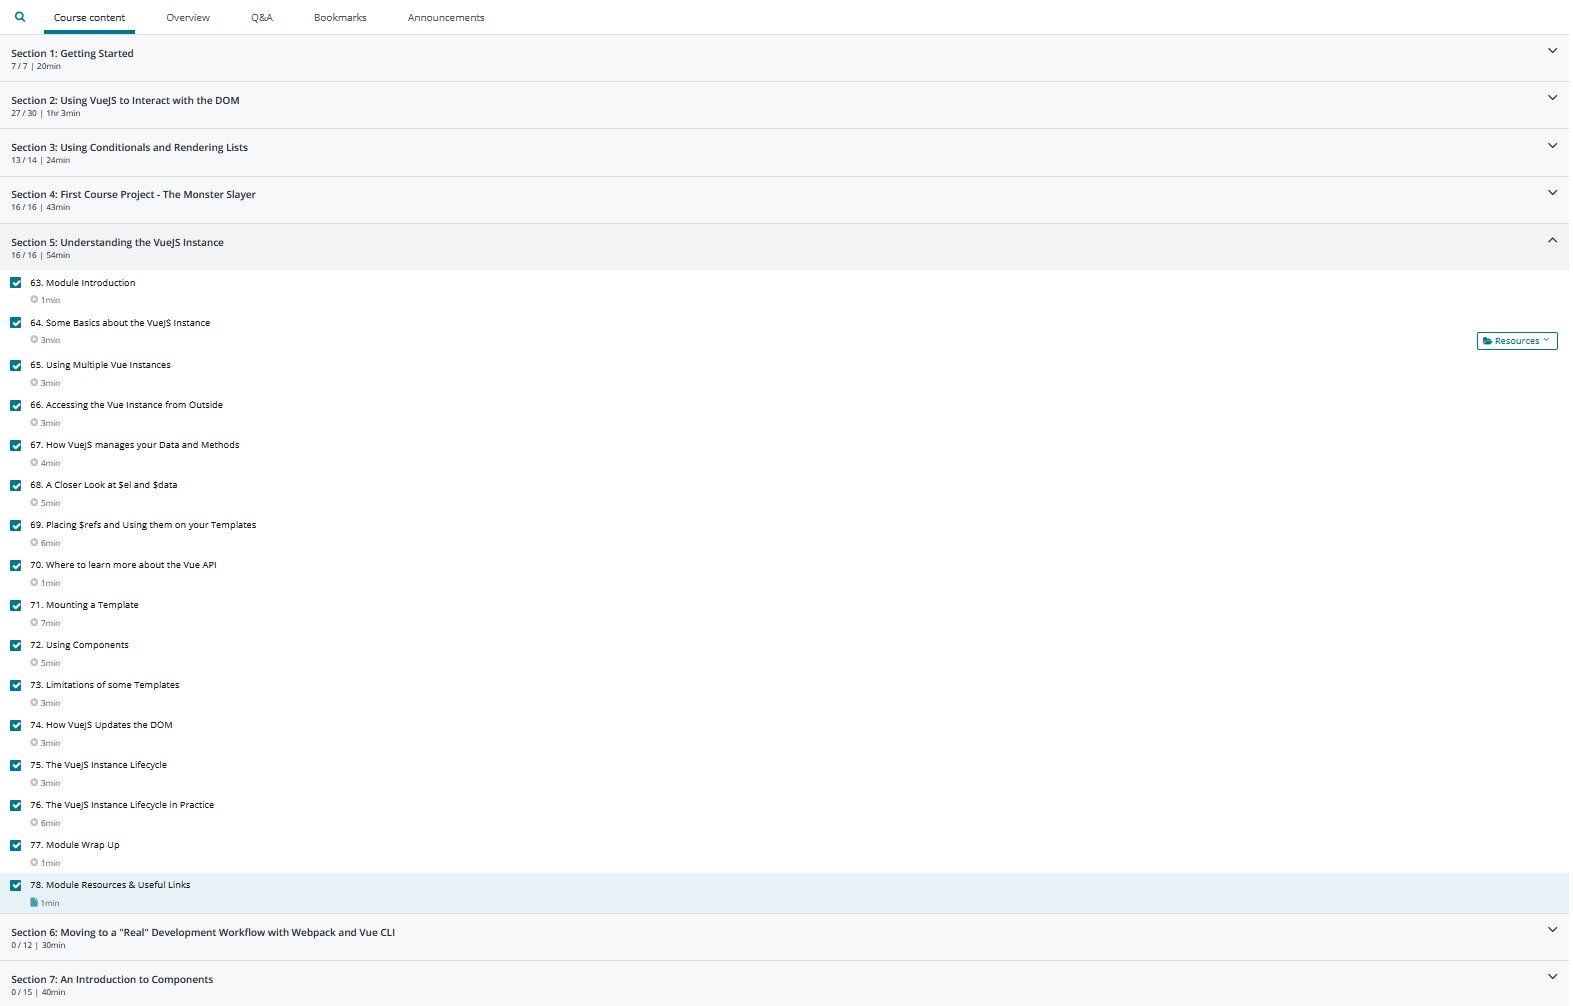 Course content Overview Q&A Bookmarks Announcements
Section 1: Getting Started
7 / 7 | 20min
Section 2: Using VueJS to Interact with the DOM
27 / 30 | 1hr 3min
Section 3: Using Conditionals and Rendering Lists
13 / 14 | 24min
Section 4: First Course Project - The Monster Slayer
16 / 16 | 43min
Section 5: Understanding the VueJS Instance
16 / 16 | 54min
63. Module Introduction
1min
64. Some Basics about the VueJS Instance
3min
Resources
65. Using Multiple Vue Instances
3min
66. Accessing the Vue Instance from Outside
3min
67. How VueJS manages your Data and Methods
4min
68. A Closer Look at $el and $data
5min
69. Placing $refs and Using them on your Templates
6min
70. Where to learn more about the Vue API
1min
71. Mounting a Template
7min
72. Using Components
5min
73. Limitations of some Templates
3min
74. How VueJS Updates the DOM
3min
75. The VueJS Instance Lifecycle
3min
76. The VueJS Instance Lifecycle in Practice
6min
77. Module Wrap Up
1min
78. Module Resources & Useful Links
1min
Section 6: Moving to a "Real" Development Workflow with Webpack and Vue CLI
0 / 12 | 30min
Section 7: An Introduction to Components
0 / 15 | 40min